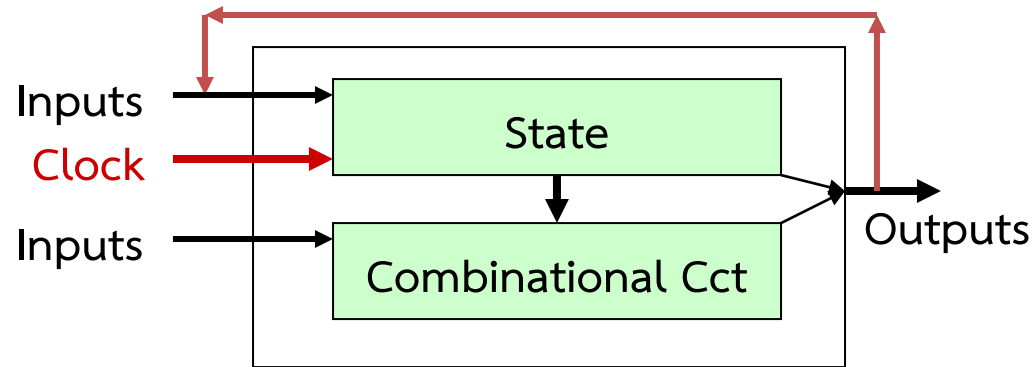 Inputs
State
Clock
Inputs
Outputs
Combinational Cct